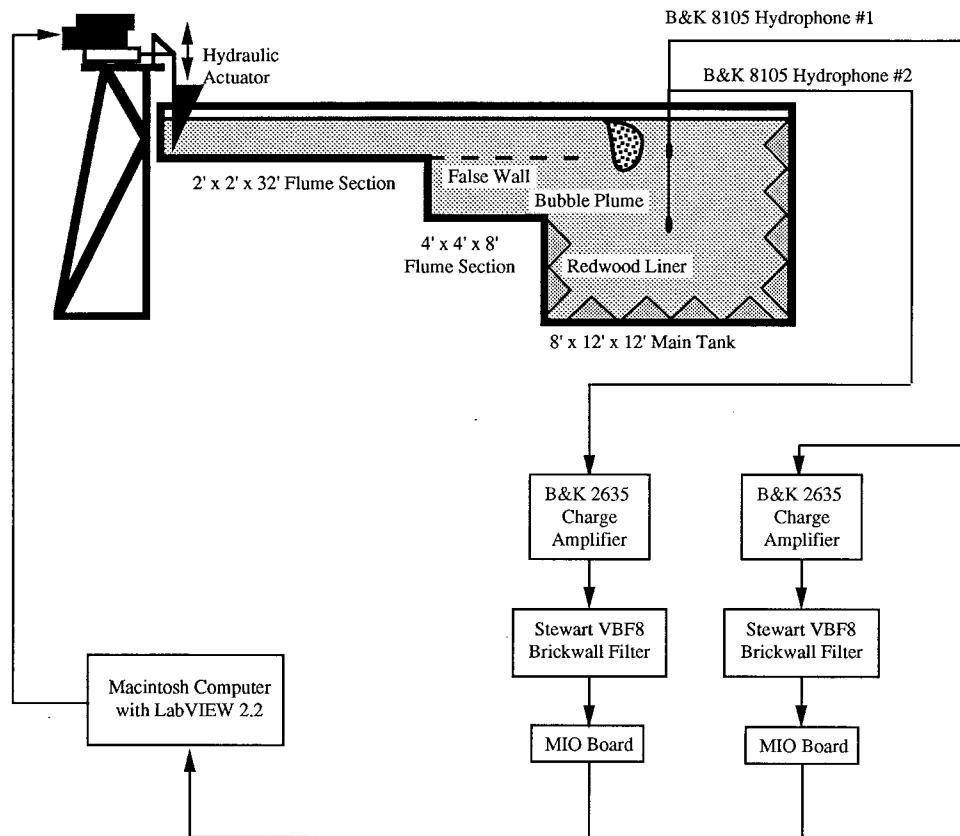 B&K 8105 Hydrophone #1
Hydraulic
Actuator
B&K 8105 Hydrophone #2
2' x 2' x 32' Flume Section
False Wall
Bubble Plume
4' x 4' x 8'
Flume Section
Redwood Liner
8' x 12' x 12' Main Tank
B&K 2635
Charge
Amplifier
B&K 2635
Charge
Amplifier
Stewart VBF8
Brickwall Filter
Stewart VBF8
Brickwall Filter
Macintosh Computer
with LabVIEW 2.2
MIO Board
MIO Board